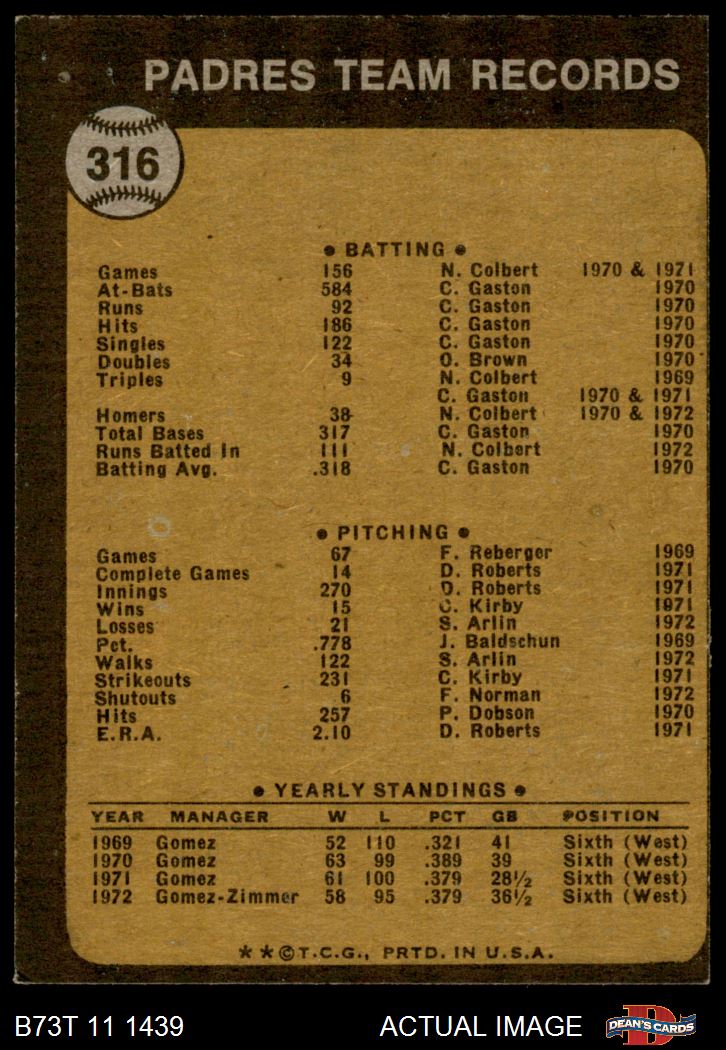 PADRES TEAM RECORDS
316
● BATTING ●
Games 156 N. Colbert 1970 & 1971
At-Bats 584 C. Gaston 1970
Runs 92 C. Gaston 1970
Hits 186 C. Gaston 1970
Singles 122 C. Gaston 1970
Doubles 34 O. Brown 1970
Triples 9 N. Colbert 1969
C. Gaston 1970 & 1971
Homers 38 N. Colbert 1970 & 1972
Total Bases 317 C. Gaston 1970
Runs Batted In 111 N. Colbert 1972
Batting Avg. .318 C. Gaston 1970
● PITCHING ●
Games 67 F. Reberger 1969
Complete Games 14 D. Roberts 1971
Innings 270 D. Roberts 1971
Wins 15 C. Kirby 1971
Losses 21 S. Arlin 1972
Pct. .778 J. Baldschun 1969
Walks 122 S. Arlin 1972
Strikeouts 231 C. Kirby 1971
Shutouts 6 F. Norman 1972
Hits 257 P. Dobson 1970
E.R.A. 2.10 D. Roberts 1971
● YEARLY STANDINGS ●
YEAR MANAGER W L PCT GB POSITION
1969 Gomez 52 110 .321 41 Sixth (West)
1970 Gomez 63 99 .389 39 Sixth (West)
1971 Gomez 61 100 .379 28½ Sixth (West)
1972 Gomez-Zimmer 58 95 .379 36½ Sixth (West)
★★©T.C.G., PRTD. IN U.S.A.
B73T 11 1439 ACTUAL IMAGE D DEAN'S CARDS